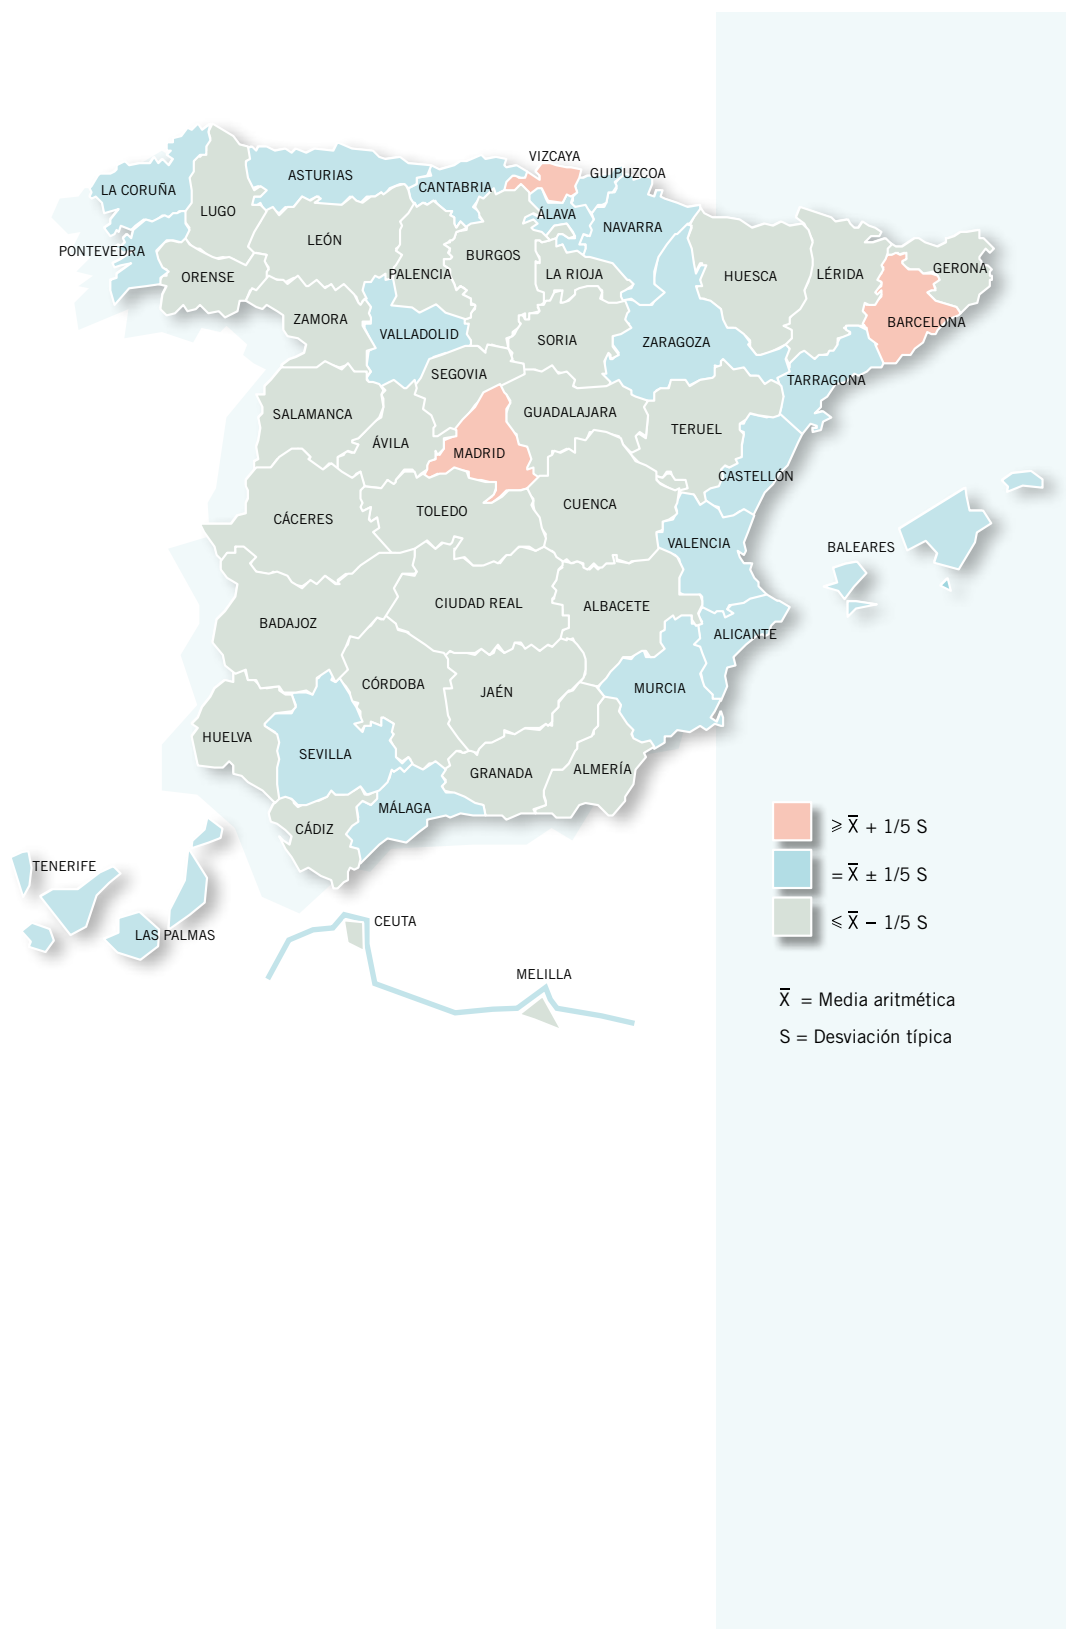 VIZCAYA
GUIPUZCOA
ASTURIAS
CANTABRIA
LA CORUÑA
LUGO
ÁLAVA
NAVARRA
LEÓN
PONTEVEDRA
BURGOS
ORENSE
PALENCIA
LA RIOJA
HUESCA
LÉRIDA
GERONA
ZAMORA
VALLADOLID
SORIA
ZARAGOZA
BARCELONA
SEGOVIA
TARRAGONA
SALAMANCA
GUADALAJARA
ÁVILA
TERUEL
MADRID
CASTELLÓN
CÁCERES
TOLEDO
CUENCA
VALENCIA
BALEARES
CIUDAD REAL
ALBACETE
BADAJOZ
ALICANTE
CÓRDOBA
JAÉN
MURCIA
HUELVA
SEVILLA
GRANADA
ALMERÍA
MÁLAGA
CÁDIZ
TENERIFE
LAS PALMAS
CEUTA
MELILLA
⩾ X̅ + 1/5 S
= X̅ ± 1/5 S
⩽ X̅ – 1/5 S
X̅ = Media aritmética
S = Desviación típica